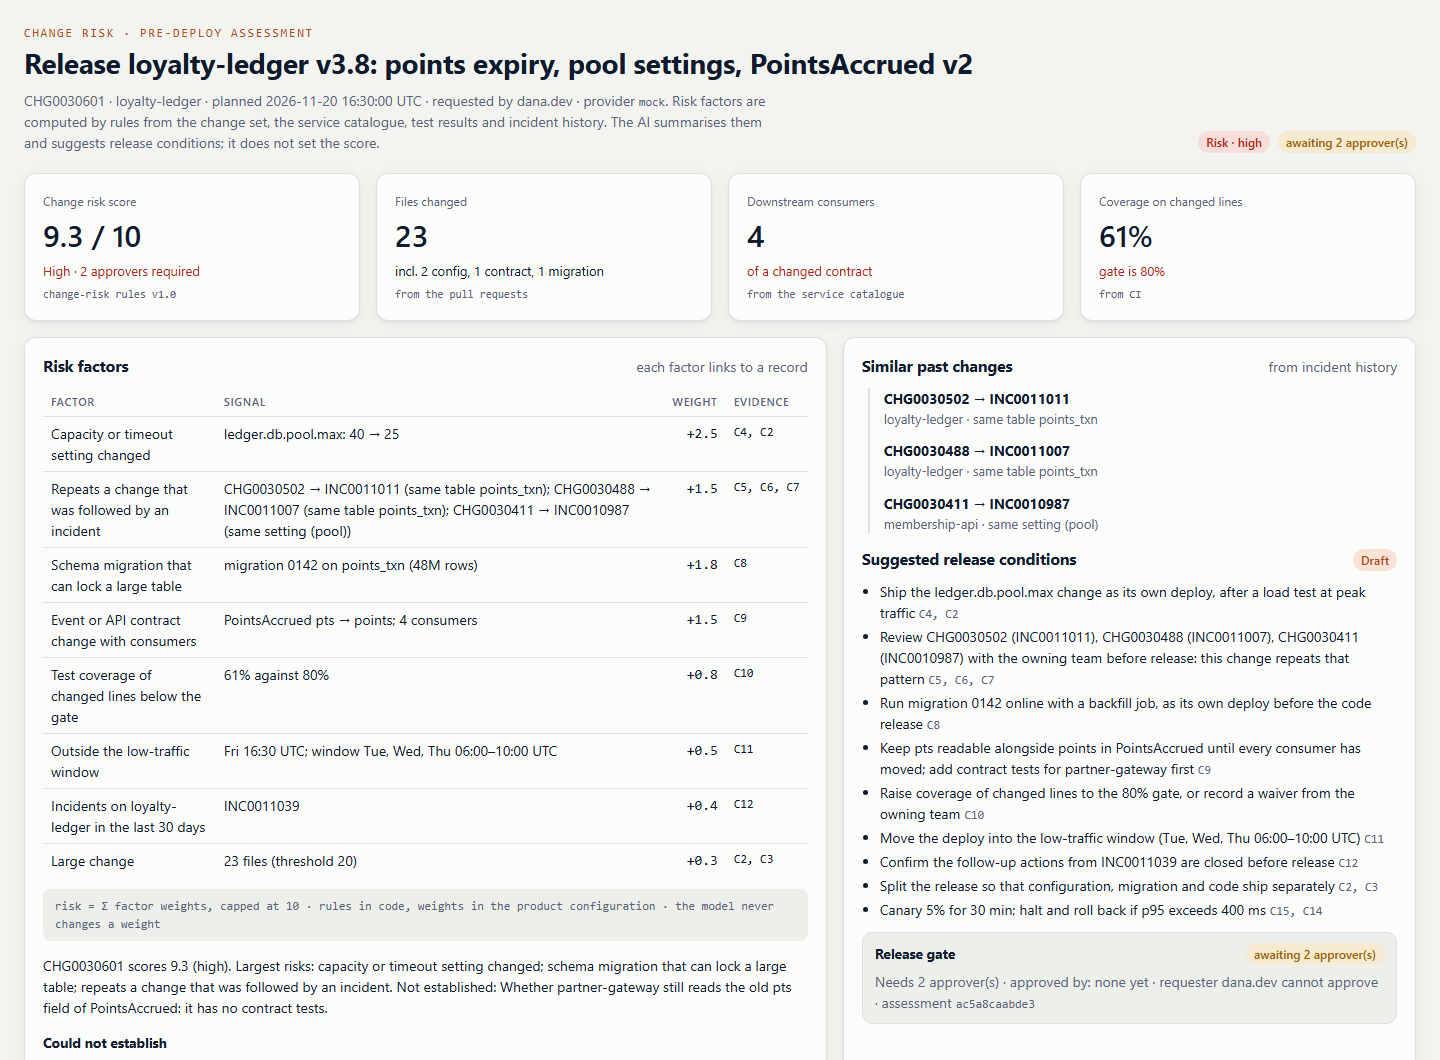 CHANGE RISK · PRE-DEPLOY ASSESSMENT
Release loyalty-ledger v3.8: points expiry, pool settings, PointsAccrued v2
CHG0030601 · loyalty-ledger · planned 2026-11-20 16:30:00 UTC · requested by dana.dev · provider mock. Risk factors are
computed by rules from the change set, the service catalogue, test results and incident history. The AI summarises them
and suggests release conditions; it does not set the score.
Risk · high
awaiting 2 approver(s)
Change risk score
9.3 / 10
High · 2 approvers required
change-risk rules v1.0
Files changed
23
incl. 2 config, 1 contract, 1 migration
from the pull requests
Downstream consumers
4
of a changed contract
from the service catalogue
Coverage on changed lines
61%
gate is 80%
from CI
Risk factors
each factor links to a record
FACTOR SIGNAL WEIGHT EVIDENCE
Capacity or timeout
setting changed
ledger.db.pool.max: 40 → 25
+2.5
C4, C2
Repeats a change that
was followed by an
incident
CHG0030502 → INC0011011 (same table points_txn); CHG0030488 →
INC0011007 (same table points_txn); CHG0030411 → INC0010987
(same setting (pool))
+1.5
C5, C6, C7
Schema migration that
can lock a large table
migration 0142 on points_txn (48M rows)
+1.8
C8
Event or API contract
change with consumers
PointsAccrued pts → points; 4 consumers
+1.5
C9
Test coverage of
changed lines below the
gate
61% against 80%
+0.8
C10
Outside the low-traffic
window
Fri 16:30 UTC; window Tue, Wed, Thu 06:00–10:00 UTC
+0.5
C11
Incidents on loyalty-
ledger in the last 30 days
INC0011039
+0.4
C12
Large change
23 files (threshold 20)
+0.3
C2, C3
risk = Σ factor weights, capped at 10 · rules in code, weights in the product configuration · the model never
changes a weight
CHG0030601 scores 9.3 (high). Largest risks: capacity or timeout setting changed; schema migration that can lock a large
table; repeats a change that was followed by an incident. Not established: Whether partner-gateway still reads the old pts
field of PointsAccrued: it has no contract tests.
Could not establish
Similar past changes
from incident history
CHG0030502 → INC0011011
loyalty-ledger · same table points_txn
CHG0030488 → INC0011007
loyalty-ledger · same table points_txn
CHG0030411 → INC0010987
membership-api · same setting (pool)
Suggested release conditions
Draft
• Ship the ledger.db.pool.max change as its own deploy, after a load test at peak
traffic C4, C2
• Review CHG0030502 (INC0011011), CHG0030488 (INC0011007), CHG0030411
(INC0010987) with the owning team before release: this change repeats that
pattern C5, C6, C7
• Run migration 0142 online with a backfill job, as its own deploy before the code
release C8
• Keep pts readable alongside points in PointsAccrued until every consumer has
moved; add contract tests for partner-gateway first C9
• Raise coverage of changed lines to the 80% gate, or record a waiver from the
owning team C10
• Move the deploy into the low-traffic window (Tue, Wed, Thu 06:00–10:00 UTC) C11
• Confirm the follow-up actions from INC0011039 are closed before release C12
• Split the release so that configuration, migration and code ship separately C2, C3
• Canary 5% for 30 min; halt and roll back if p95 exceeds 400 ms C15, C14
Release gate
awaiting 2 approver(s)
Needs 2 approver(s) · approved by: none yet · requester dana.dev cannot approve
· assessment ac5a8caabde3